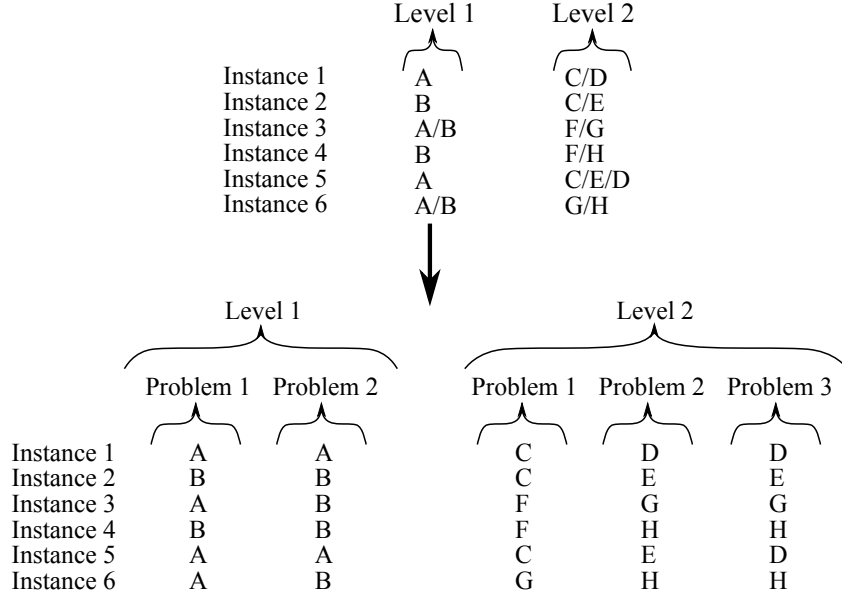 Level 1 Level 2
Instance 1 A C/D
Instance 2 B C/E
Instance 3 A/B F/G
Instance 4 B F/H
Instance 5 A C/E/D
Instance 6 A/B G/H
Level 1 Level 2
Problem 1 Problem 2 Problem 1 Problem 2 Problem 3
Instance 1 A A C D D
Instance 2 B B C E E
Instance 3 A B F G G
Instance 4 B B F H H
Instance 5 A A C E D
Instance 6 A B G H H